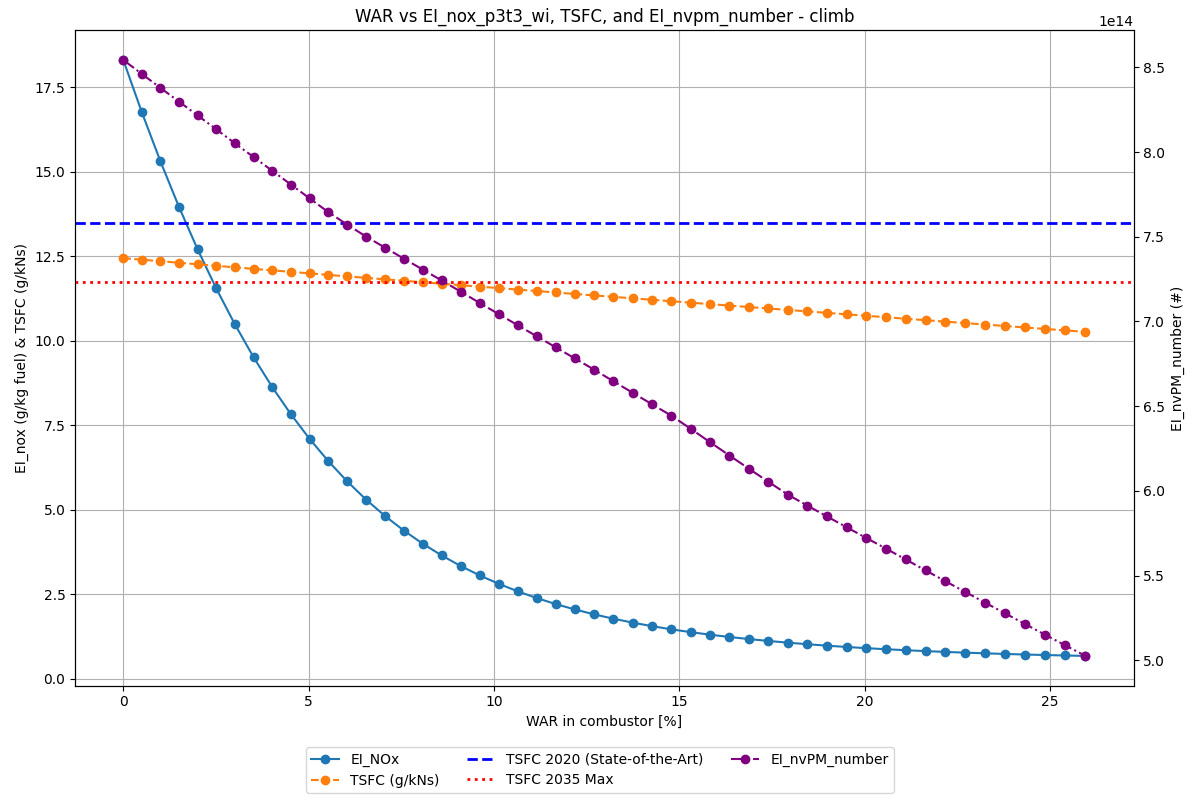 WAR vs EI_nox_p3t3_wi, TSFC, and EI_nvpm_number - climb
1e14
17.5
15.0
12.5
10.0
7.5
5.0
2.5
0.0
EI_nox (g/kg fuel) & TSFC (g/kNs)
8.5
8.0
7.5
7.0
6.5
6.0
5.5
5.0
EI_nvPM_number (#)
0 5 10 15 20 25
WAR in combustor [%]
EI_NOx TSFC 2020 (State-of-the-Art) EI_nvPM_number
TSFC (g/kNs) TSFC 2035 Max